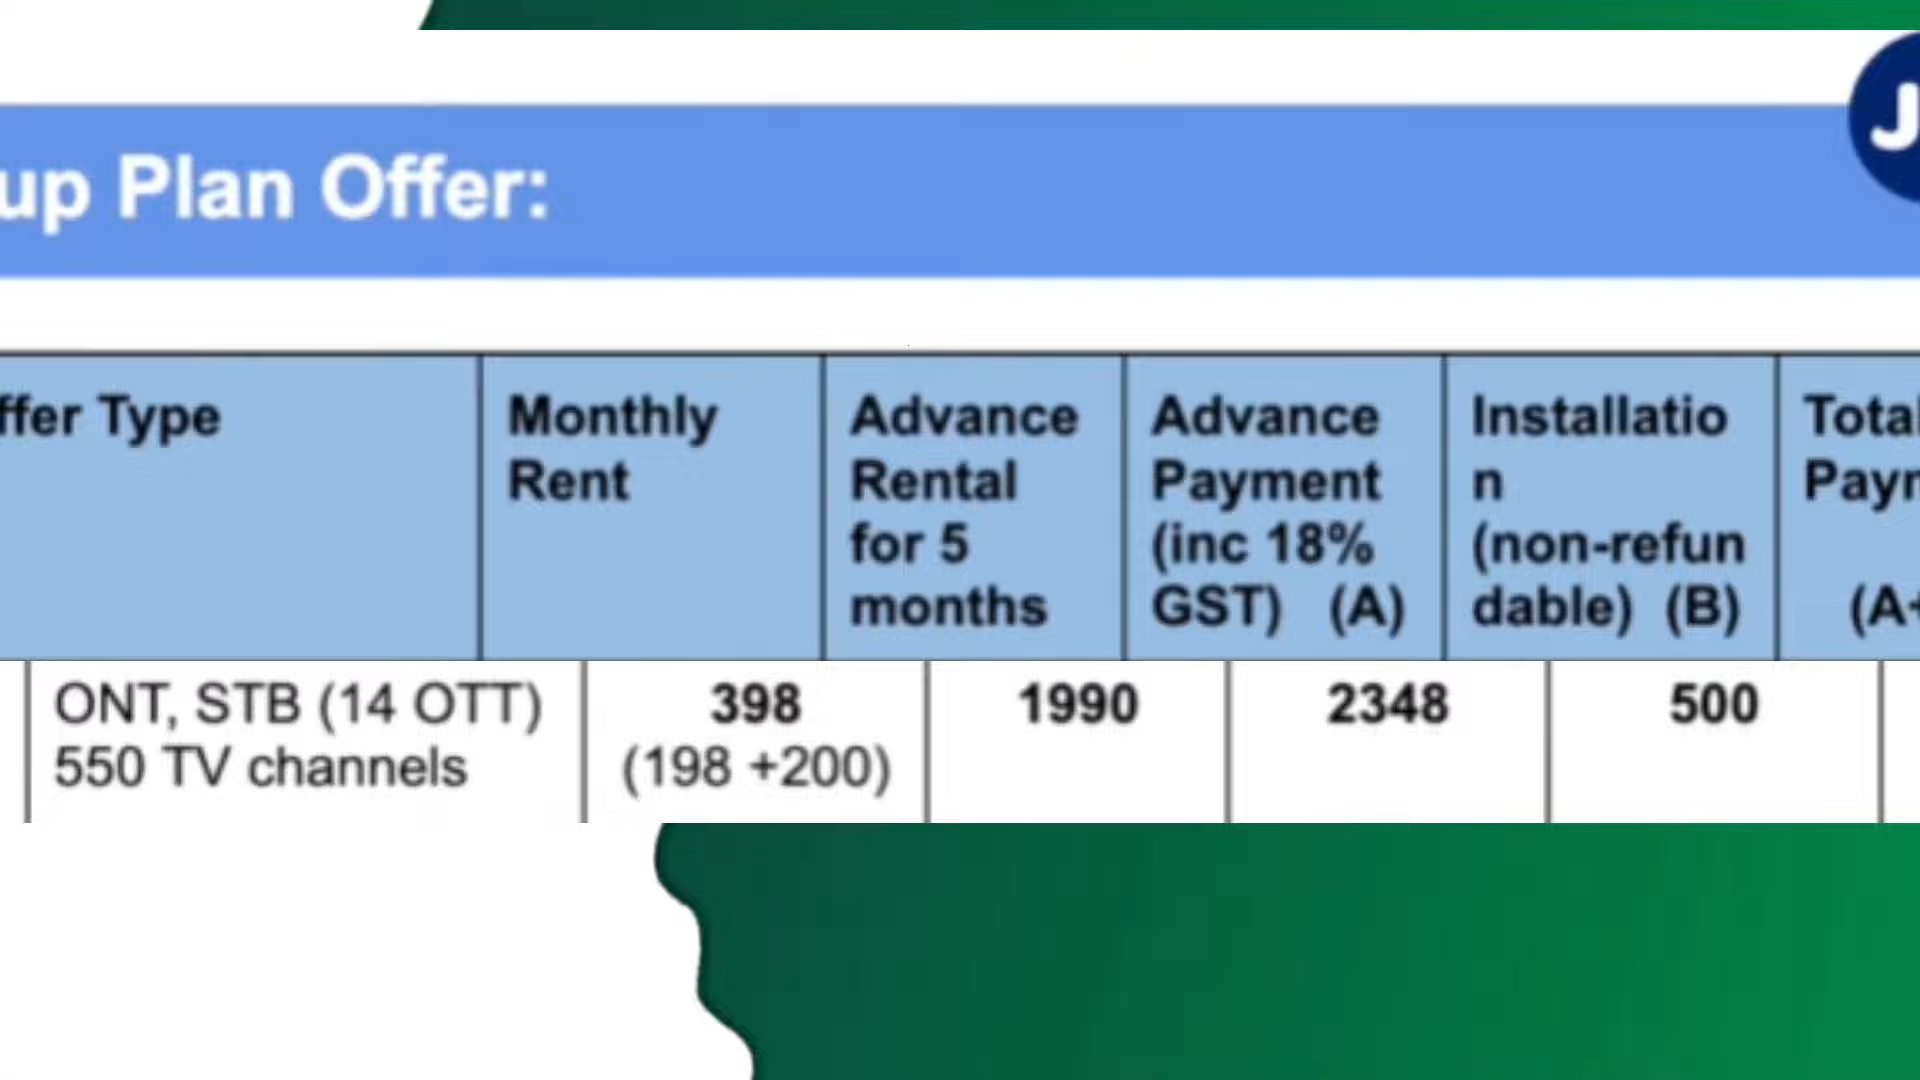 J
up Plan Offer:
ffer Type
Monthly
Rent
Advance
Rental
for 5
months
Advance
Payment
(inc 18%
GST) (A)
Installatio
n
(non-refun
dable) (B)
Total
Payn
(A+
ONT, STB (14 OTT)
550 TV channels
398
(198 +200)
1990
2348
500